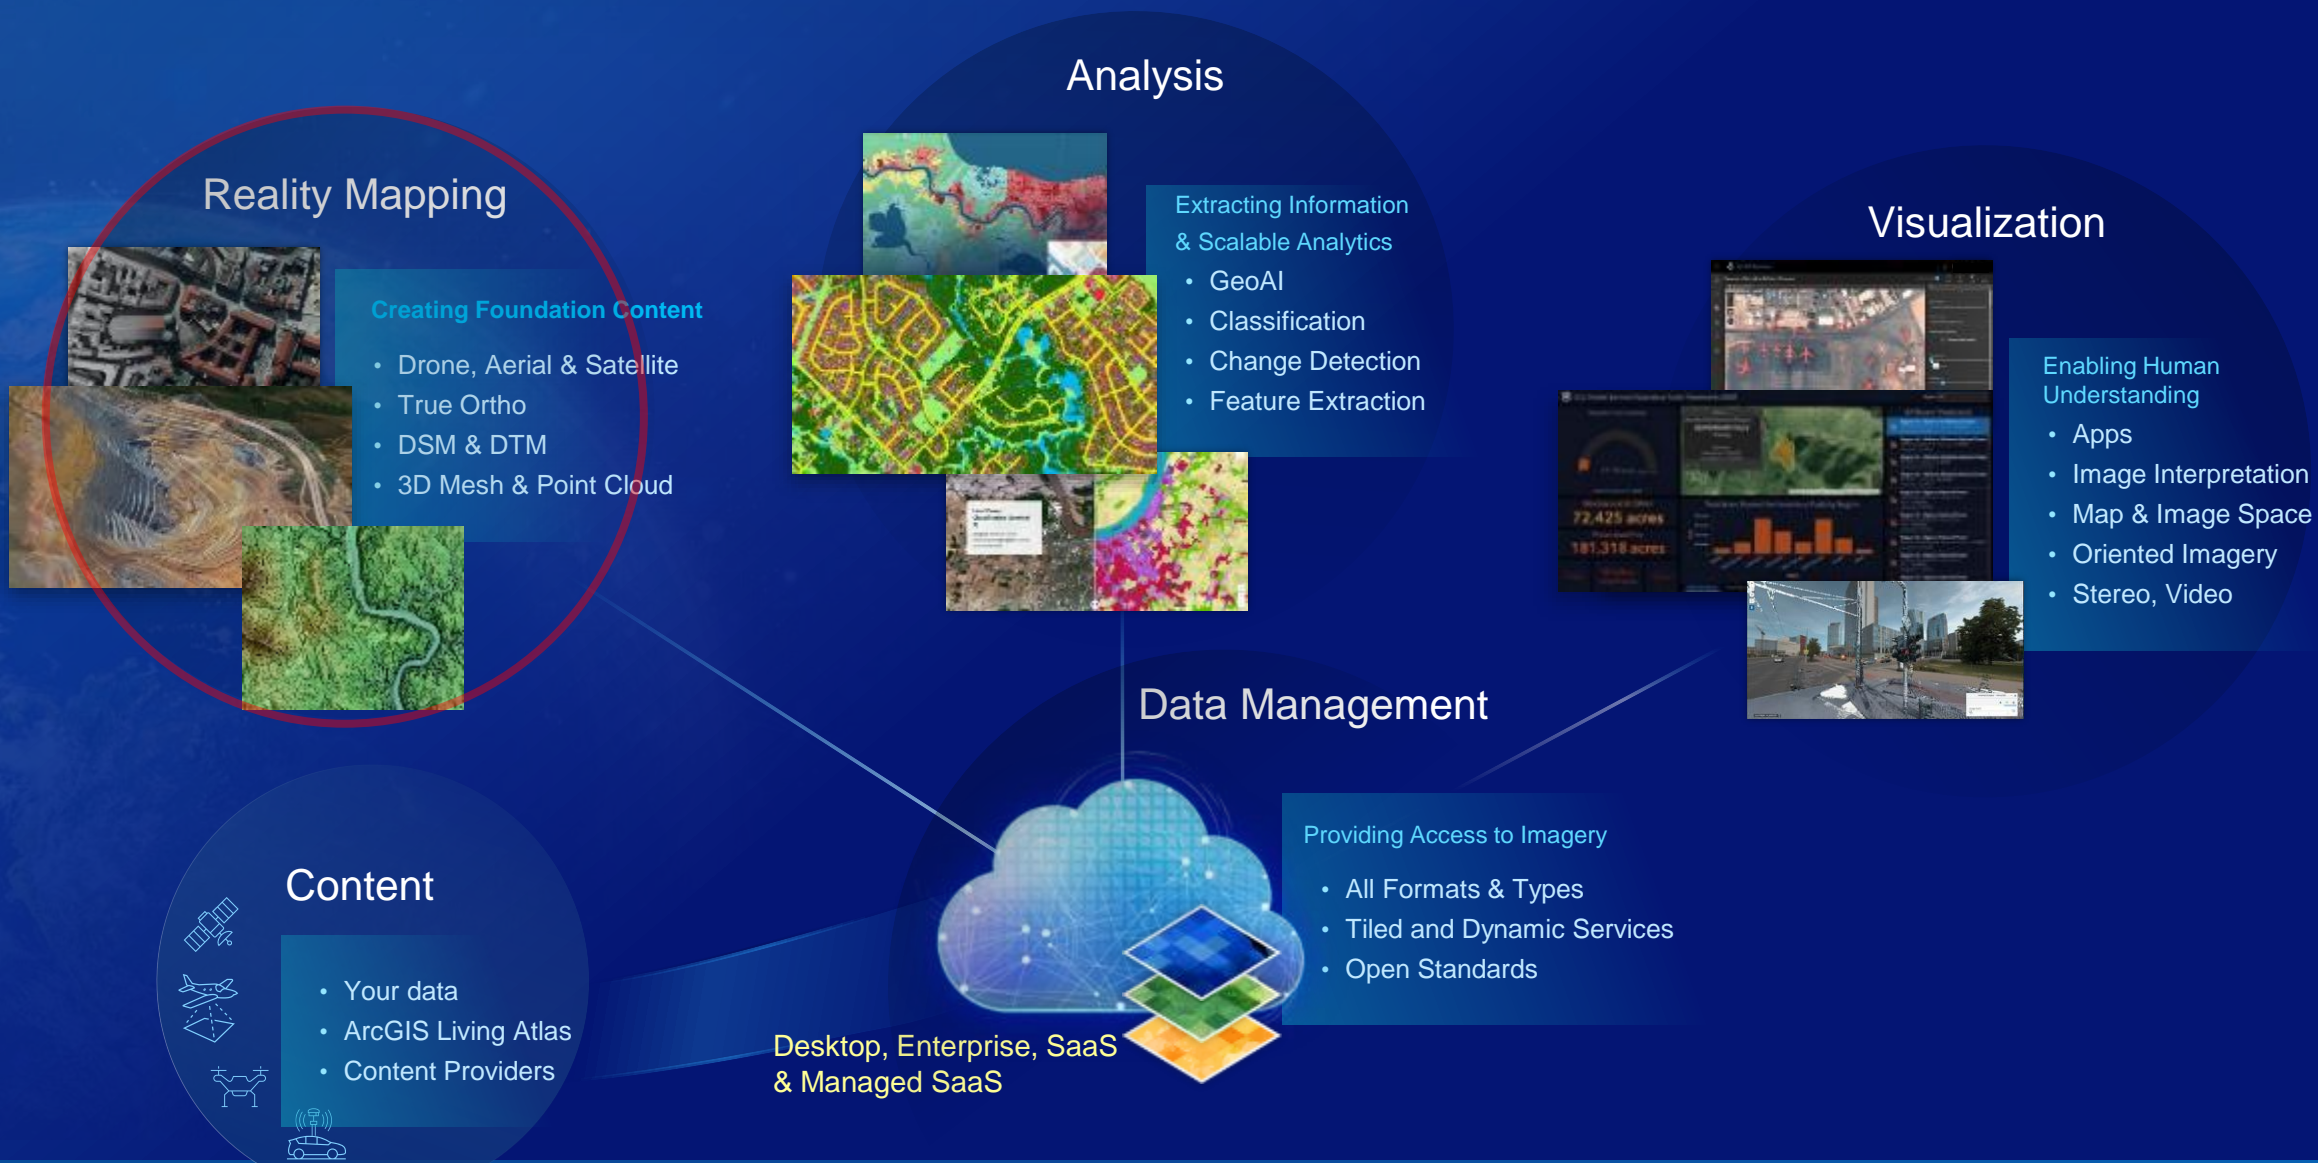 Analysis
Extracting Information
& Scalable Analytics
• GeoAI
• Classification
• Change Detection
• Feature Extraction
Reality Mapping
Creating Foundation Content
• Drone, Aerial & Satellite
• True Ortho
• DSM & DTM
• 3D Mesh & Point Cloud
Visualization
72,425 acres
181,318 acres
Enabling Human
Understanding
• Apps
• Image Interpretation
• Map & Image Space
• Oriented Imagery
• Stereo, Video
Data Management
Providing Access to Imagery
• All Formats & Types
• Tiled and Dynamic Services
• Open Standards
Desktop, Enterprise, SaaS
& Managed SaaS
Content
• Your data
• ArcGIS Living Atlas
• Content Providers